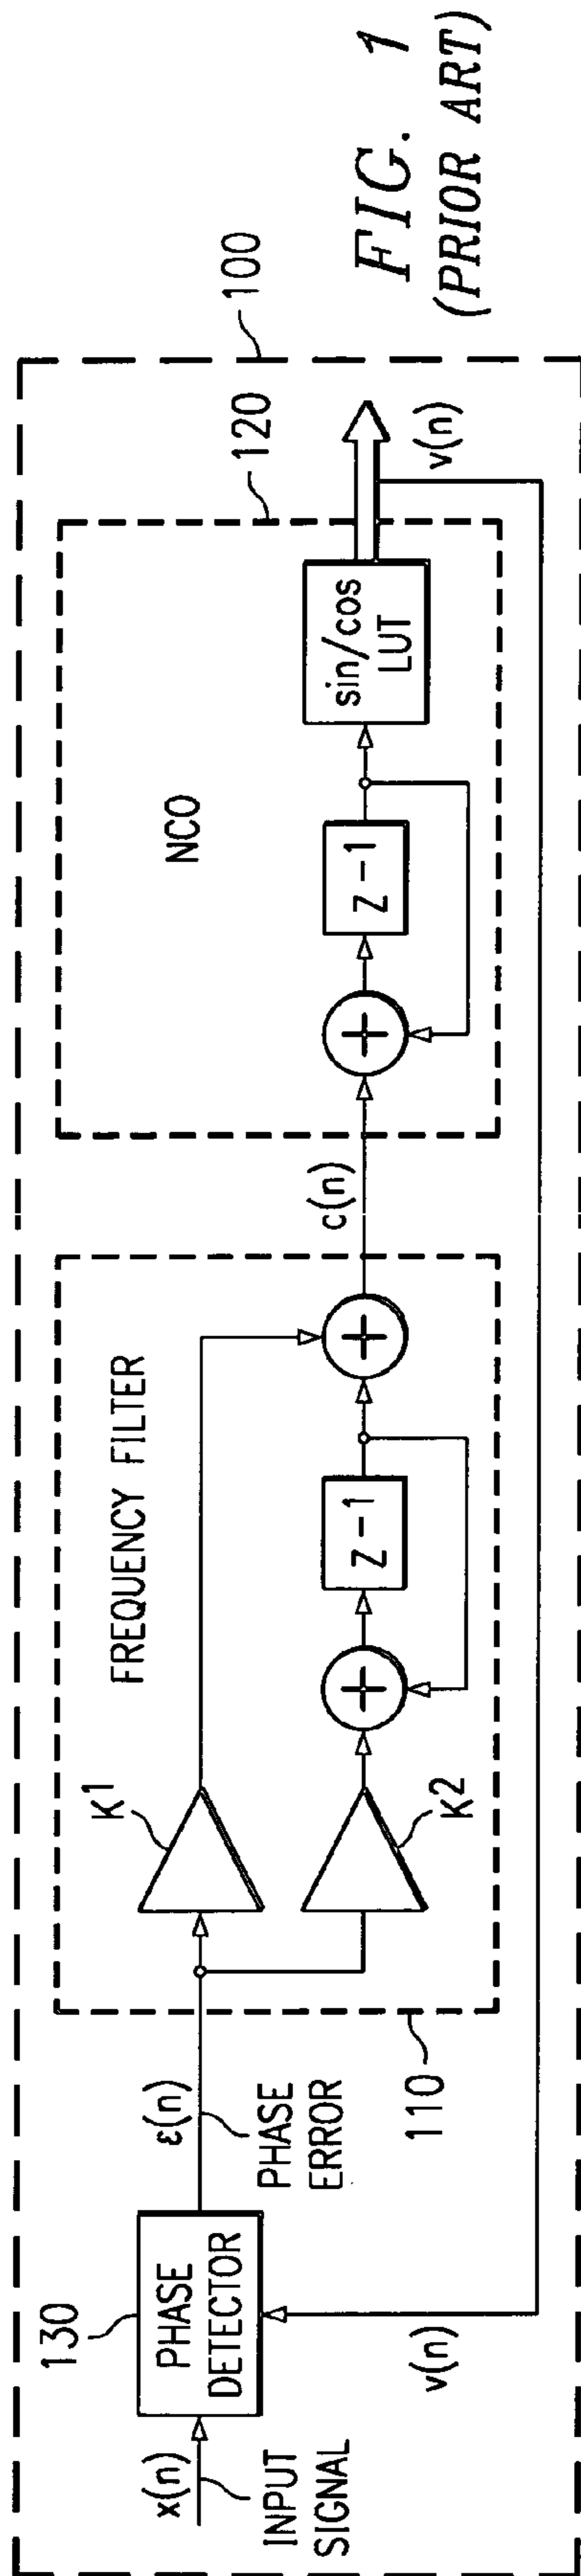 FIG. 1
(PRIOR ART)
100
x(n)
INPUT
SIGNAL
130
PHASE
DETECTOR
ε(n)
PHASE
ERROR
110
FREQUENCY FILTER
K1
K2
+
Z-1
+
c(n)
120
NCO
+
Z-1
sin/cos
LUT
v(n)
v(n)